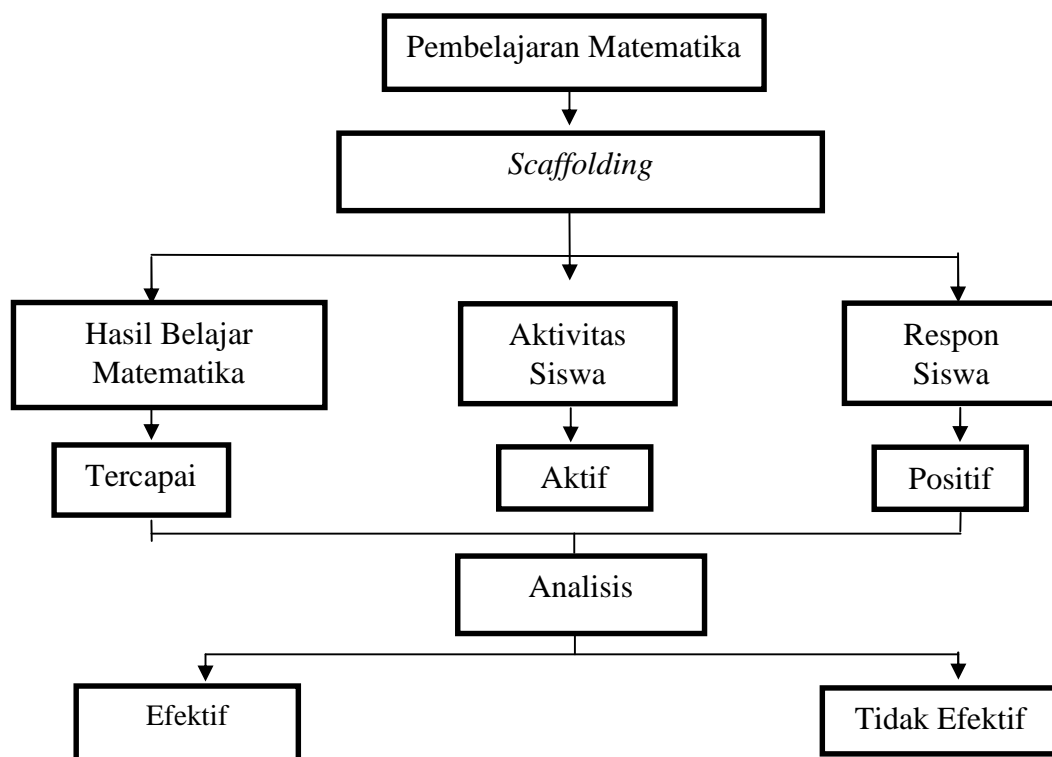 Pembelajaran Matematika
Scaffolding
Hasil Belajar
Matematika
Aktivitas
Siswa
Respon
Siswa
Tercapai
Aktif
Positif
Analisis
Efektif
Tidak Efektif